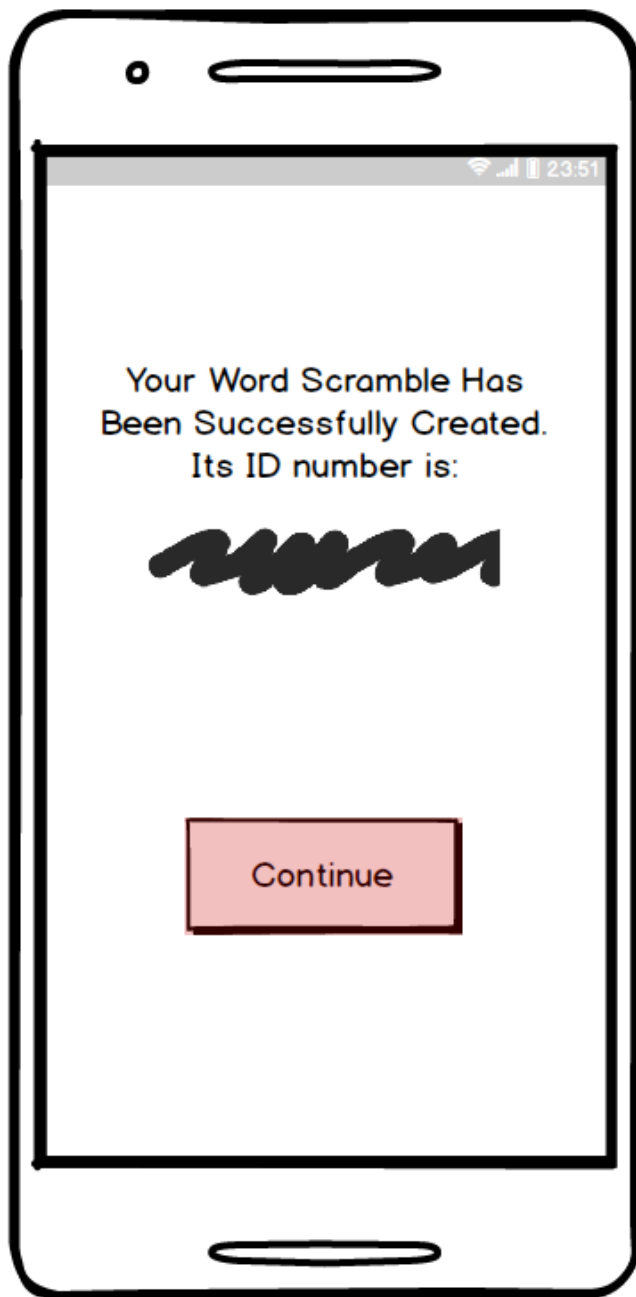 23:51
Your Word Scramble Has
Been Successfully Created.
Its ID number is:
Continue